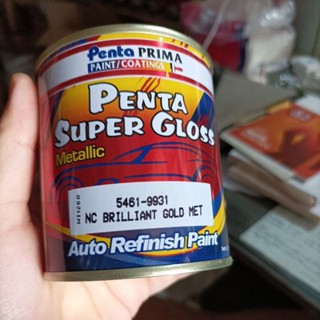 Penta PRIMA
PAINT/COATINGS
PENTA
SUPER GLOSS
Metallic
5461-9931
NC BRILLIANT GOLD MET
Auto Refinish Paint